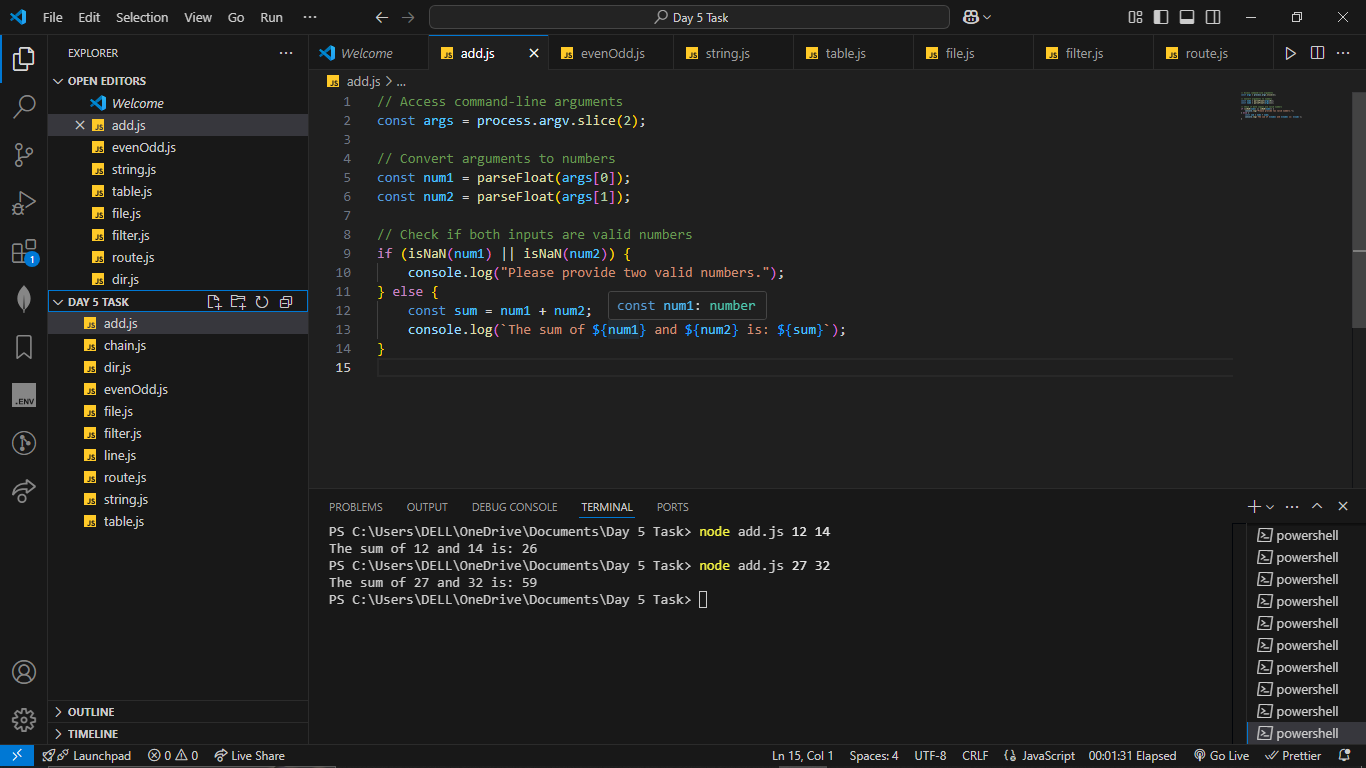 File Edit Selection View Go Run ···
Day 5 Task
EXPLORER
OPEN EDITORS
Welcome
add.js
evenOdd.js
string.js
table.js
file.js
filter.js
route.js
dir.js
1
DAY 5 TASK
add.js
chain.js
dir.js
evenOdd.js
file.js
filter.js
line.js
route.js
string.js
table.js
.ENV
OUTLINE
TIMELINE
Welcome add.js evenOdd.js string.js table.js file.js filter.js route.js
add.js > ...
1 // Access command-line arguments
2 const args = process.argv.slice(2);
3
4 // Convert arguments to numbers
5 const num1 = parseFloat(args[0]);
6 const num2 = parseFloat(args[1]);
7
8 // Check if both inputs are valid numbers
9 if (isNaN(num1) || isNaN(num2)) {
10 console.log("Please provide two valid numbers.");
11 } else {
12 const sum = num1 + num2;
const num1: number
13 console.log(`The sum of ${num1} and ${num2} is: ${sum}`);
14 }
15
PROBLEMS OUTPUT DEBUG CONSOLE TERMINAL PORTS
PS C:\Users\DELL\OneDrive\Documents\Day 5 Task> node add.js 12 14
The sum of 12 and 14 is: 26
PS C:\Users\DELL\OneDrive\Documents\Day 5 Task> node add.js 27 32
The sum of 27 and 32 is: 59
PS C:\Users\DELL\OneDrive\Documents\Day 5 Task>
powershell
powershell
powershell
powershell
powershell
powershell
powershell
powershell
powershell
powershell
Launchpad 0 0 Live Share Ln 15, Col 1 Spaces: 4 UTF-8 CRLF JavaScript 00:01:31 Elapsed Go Live Prettier